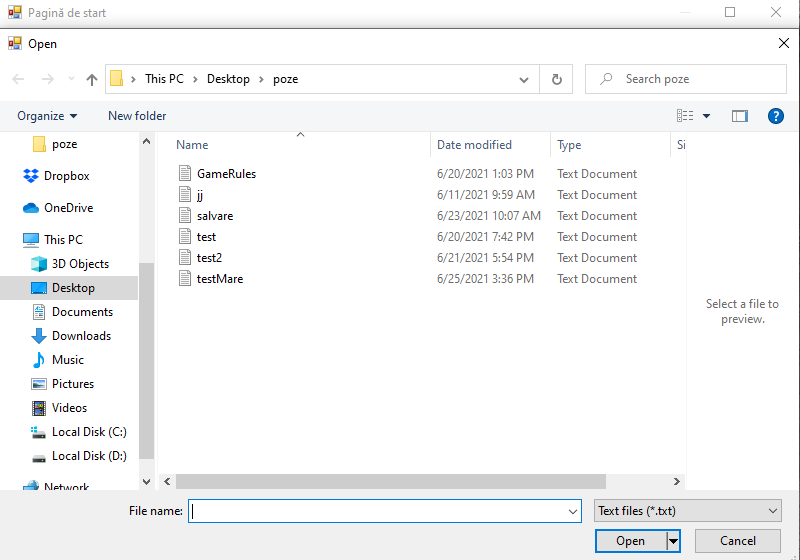 Pagină de start
Open
This PC > Desktop > poze
Search poze
Organize
New folder
?
poze
Dropbox
OneDrive
This PC
3D Objects
Desktop
Documents
Downloads
Music
Pictures
Videos
Local Disk (C:)
Local Disk (D:)
Network
Name Date modified Type Si
GameRules 6/20/2021 1:03 PM Text Document
jj 6/11/2021 9:59 AM Text Document
salvare 6/23/2021 10:07 AM Text Document
test 6/20/2021 7:42 PM Text Document
test2 6/21/2021 5:54 PM Text Document
testMare 6/25/2021 3:36 PM Text Document
Select a file to
preview.
File name:
Text files (*.txt)
Open
Cancel